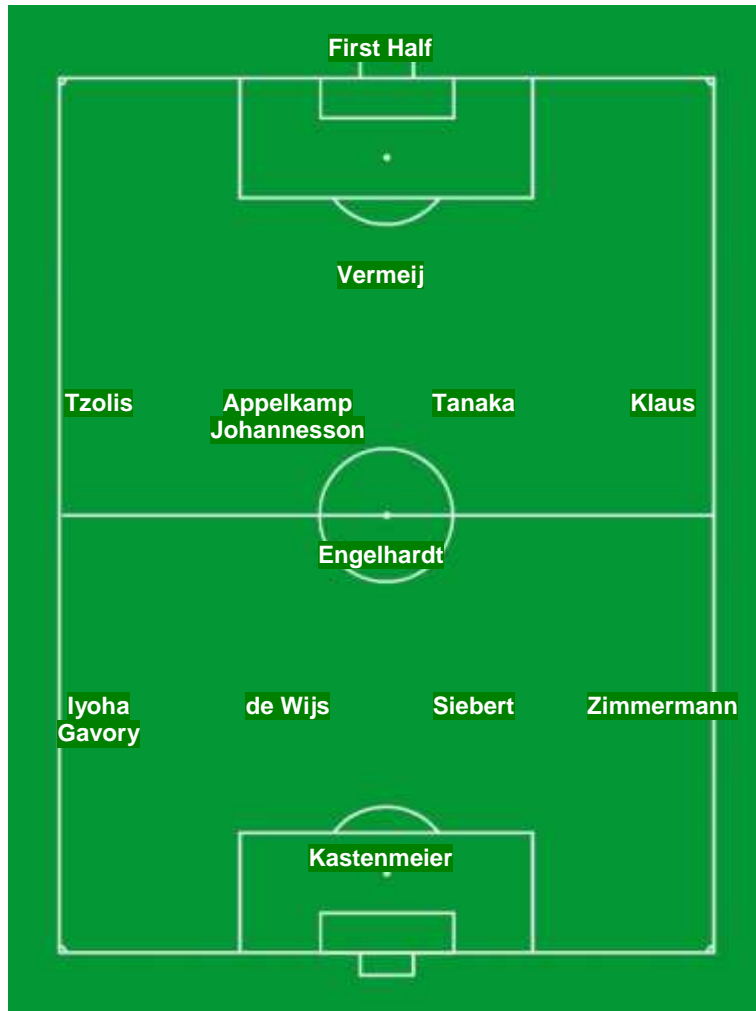 First Half
Vermeij
Tzolis Appelkamp Tanaka Klaus
Johannesson
Engelhardt
Iyoha de Wijs Siebert Zimmermann
Gavory
Kastenmeier